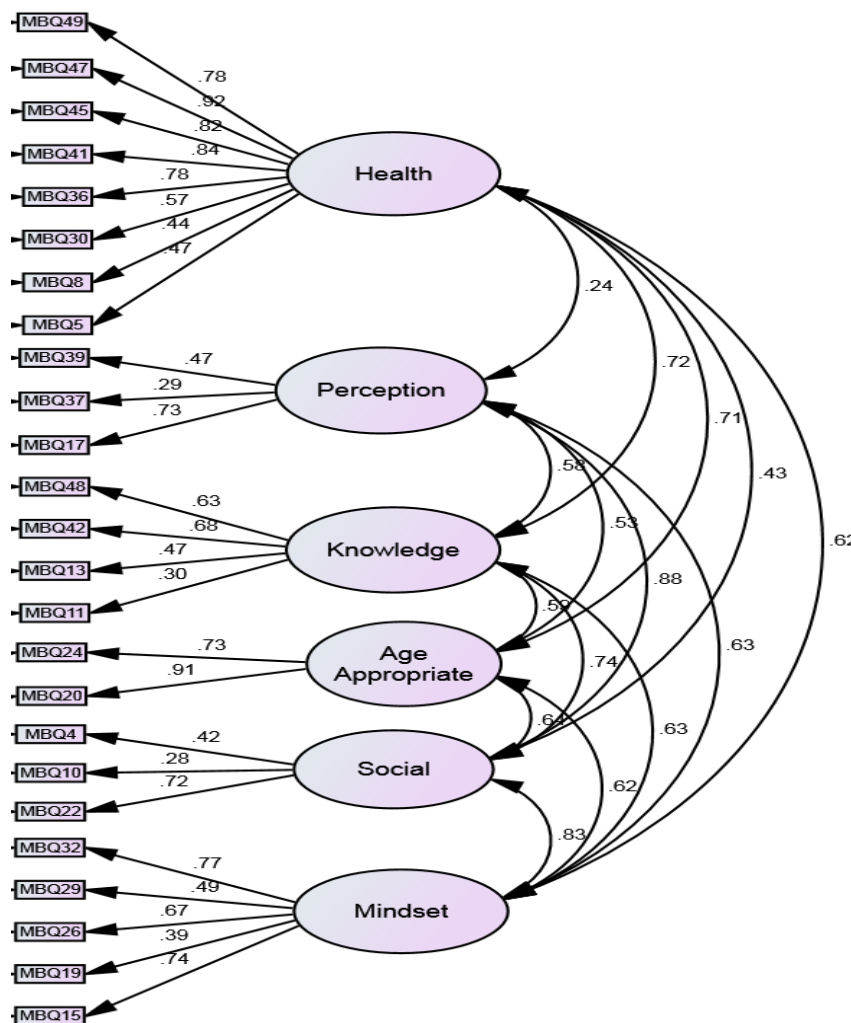 MBQ49
.78
MBQ47
.92
MBQ45
.82
MBQ41
.84
MBQ36
.78
MBQ30
.57
MBQ8
.44
MBQ5
.47
Health
MBQ39
.47
MBQ37
.29
MBQ17
.73
Perception
MBQ48
.63
MBQ42
.68
MBQ13
.47
MBQ11
.30
Knowledge
MBQ24
.73
MBQ20
.91
Age
Appropriate
MBQ4
.42
MBQ10
.28
MBQ22
.72
Social
MBQ32
.77
MBQ29
.49
MBQ26
.67
MBQ19
.39
MBQ15
.74
Mindset
.24
.72
.71
.43
.62
.58
.53
.88
.63
.59
.74
.63
.64
.62
.83